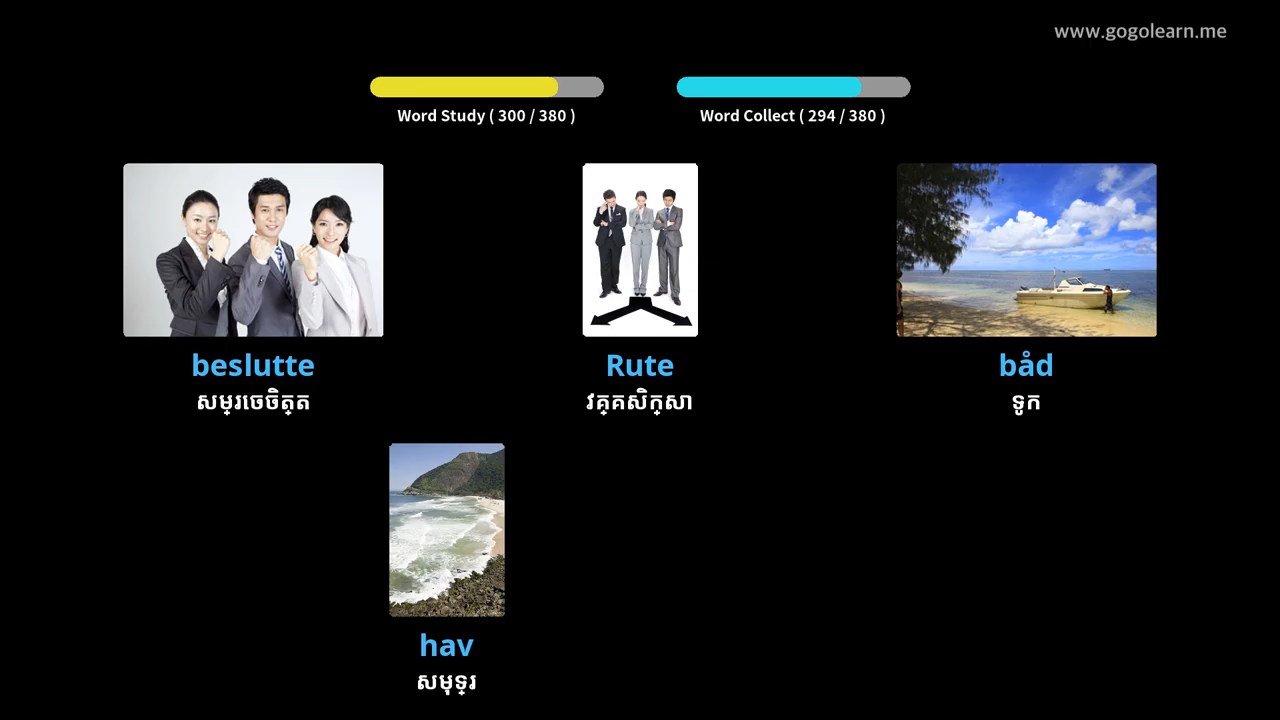 www.gogolearn.me
Word Study ( 300 / 380 )
Word Collect ( 294 / 380 )
beslutte
សម្រចេចិត្ត
Rute
វគ្គសិក្សា
båd
ទូក
hav
សមុទ្រ